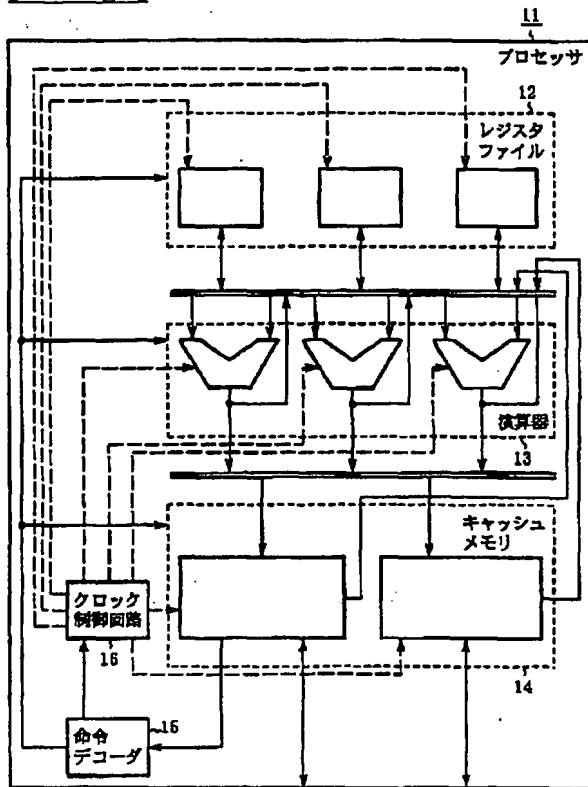 11
プロセッサ
12
レジスタ
ファイル
演算器
13
キャッシュ
メモリ
クロック
制御回路
16
14
命令
デコーダ
15